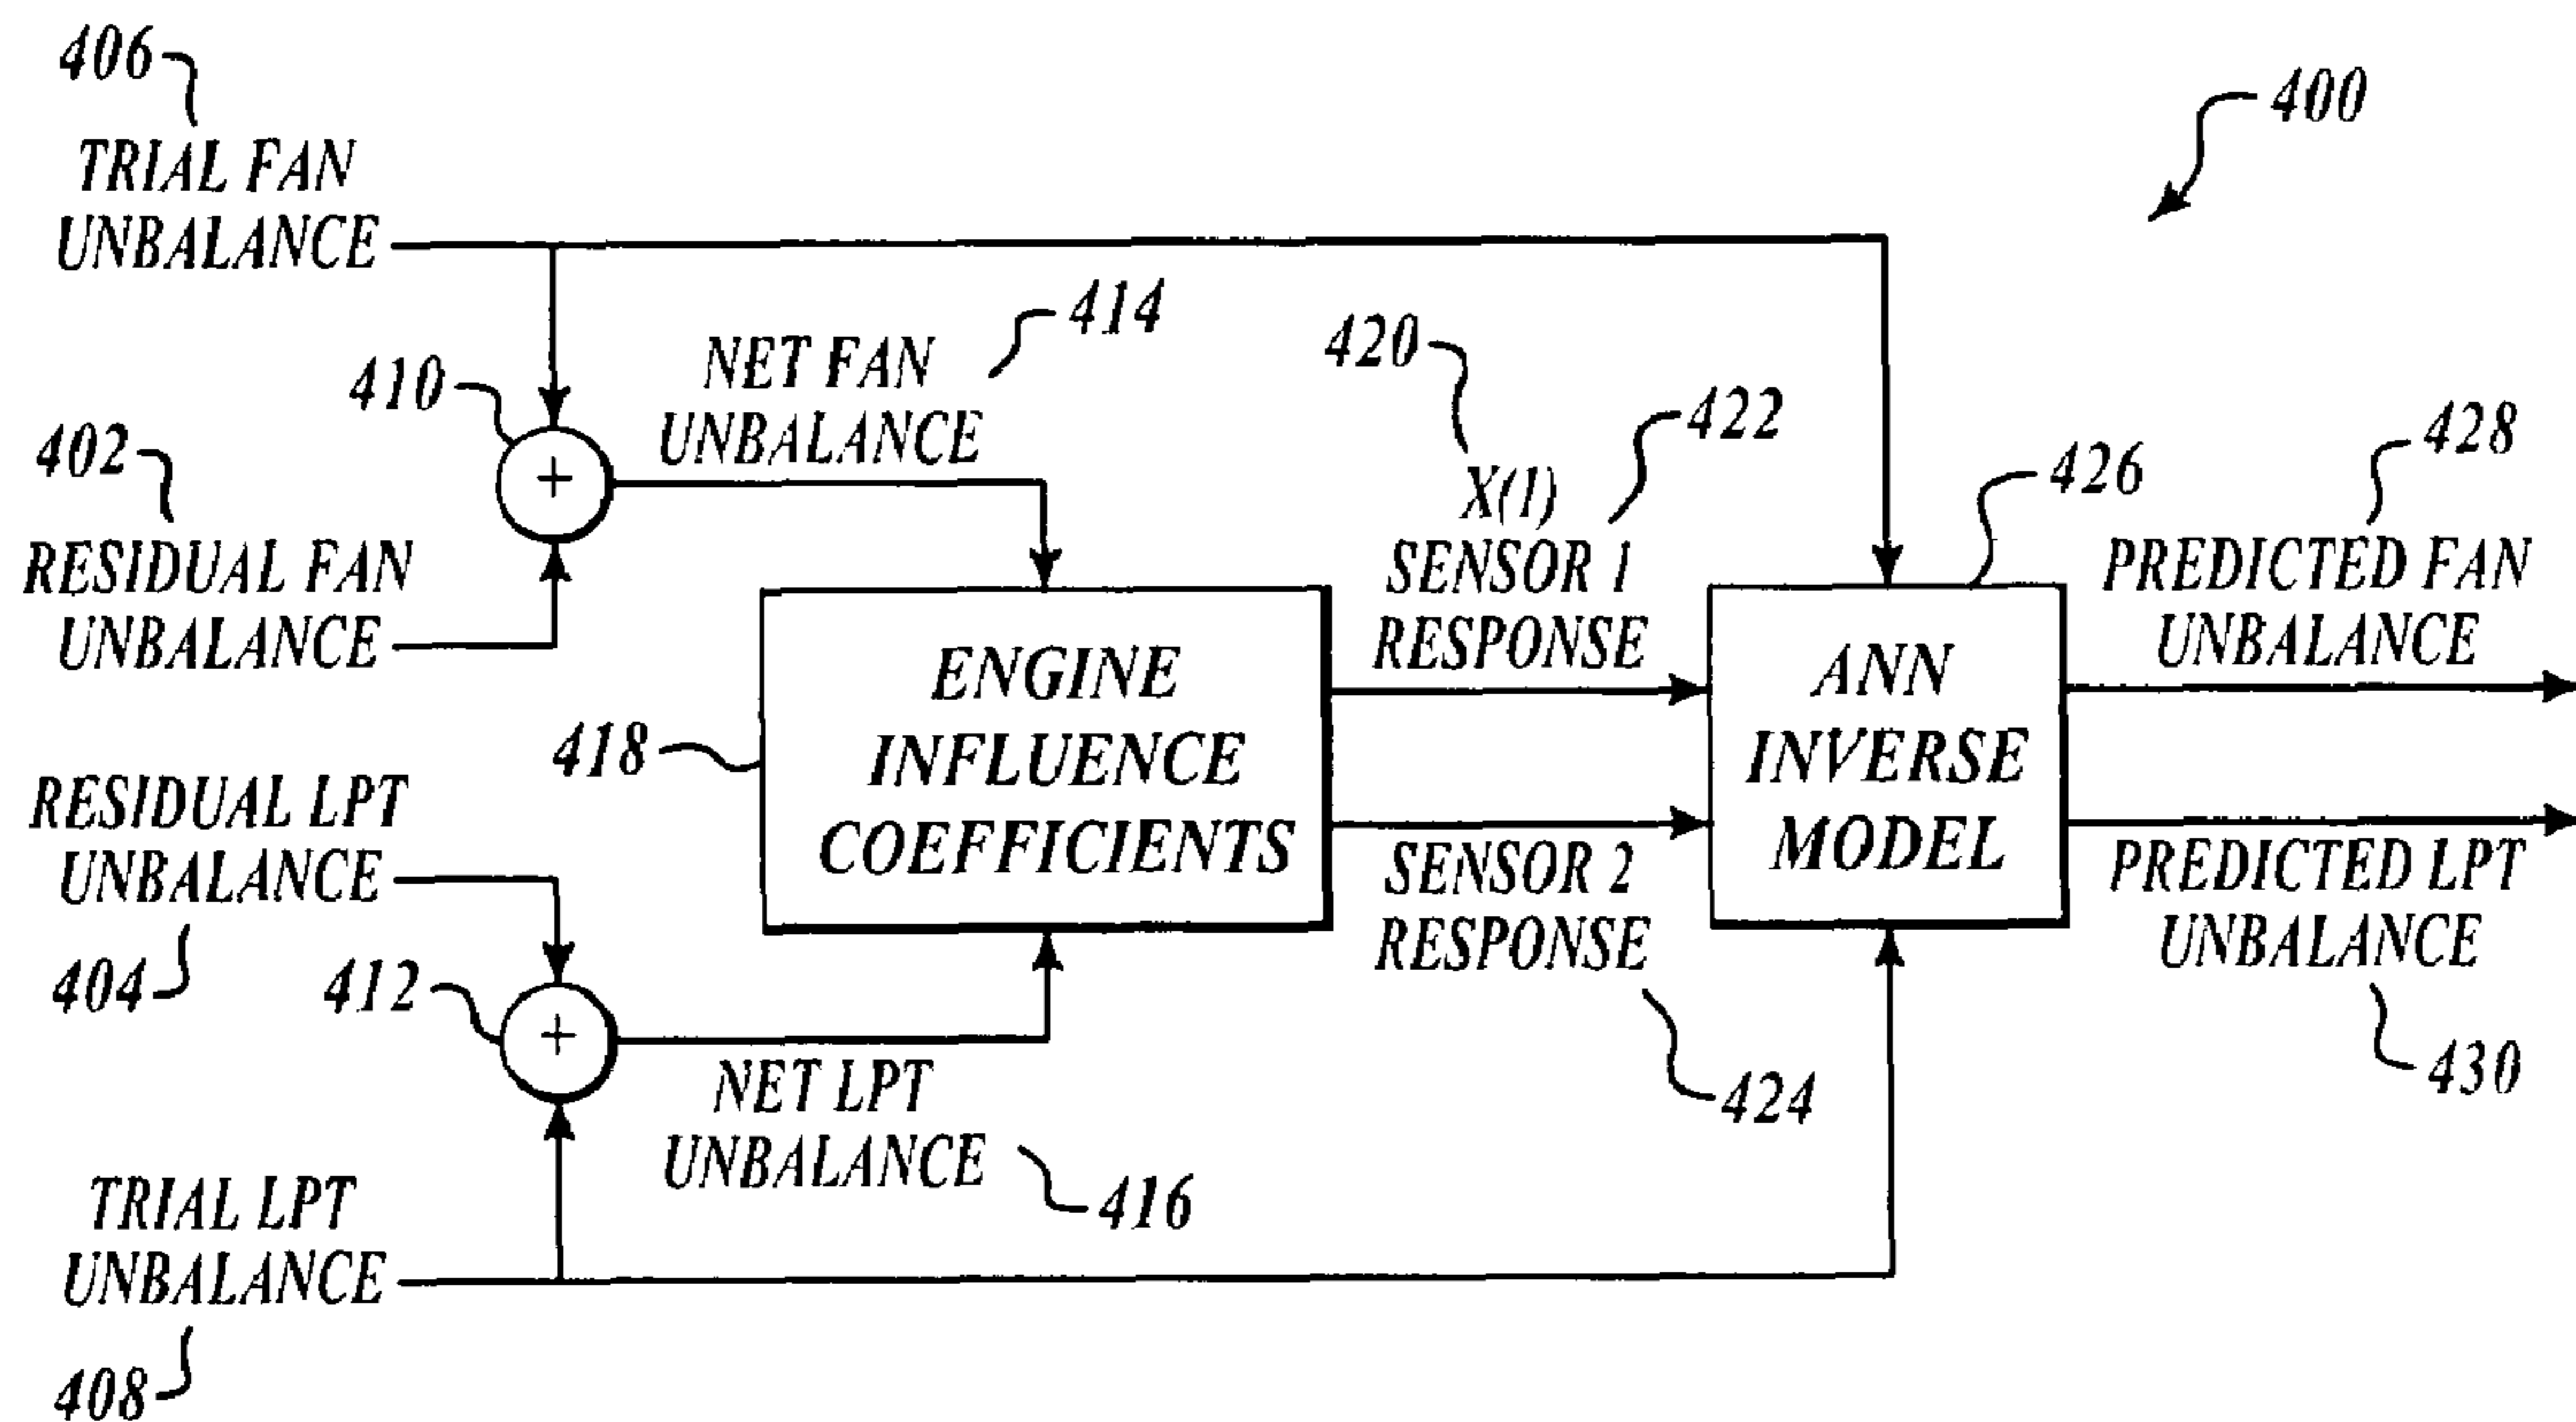 406
TRIAL FAN
UNBALANCE
400
414
NET FAN
UNBALANCE
410
402
RESIDUAL FAN
UNBALANCE
+
420
X(1)
422
SENSOR 1
RESPONSE
426
428
PREDICTED FAN
UNBALANCE
ENGINE
INFLUENCE
COEFFICIENTS
418
ANN
INVERSE
MODEL
RESIDUAL LPT
UNBALANCE
404
412
+
SENSOR 2
RESPONSE
424
PREDICTED LPT
UNBALANCE
430
NET LPT
UNBALANCE
416
TRIAL LPT
UNBALANCE
408